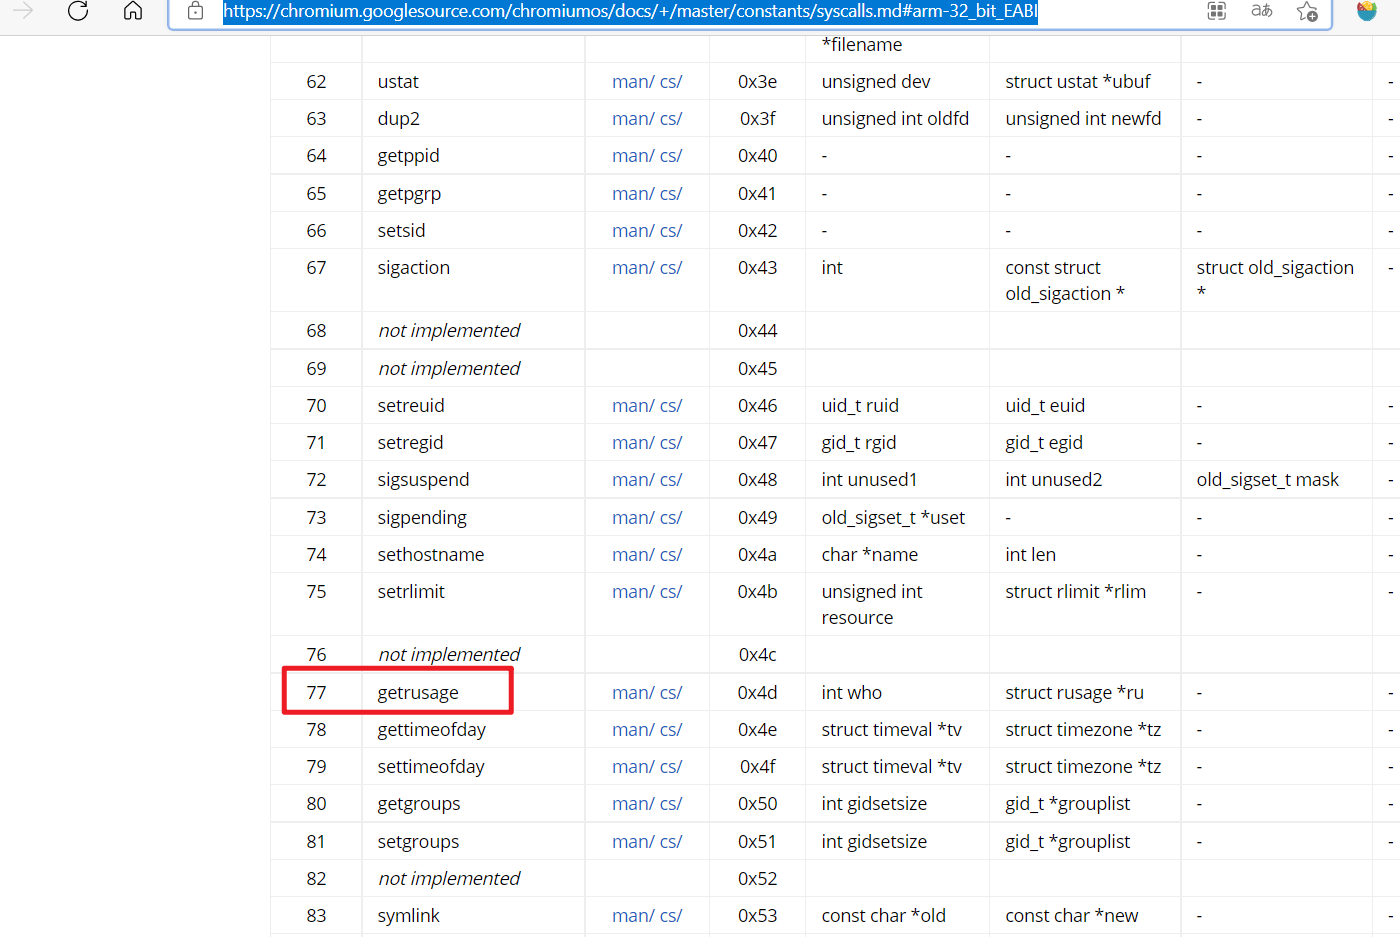 https://chromium.googlesource.com/chromiumos/docs/+/master/constants/syscalls.md#arm-32_bit_EABI
aあ
*filename
62 ustat man/ cs/ 0x3e unsigned dev struct ustat *ubuf - -
63 dup2 man/ cs/ 0x3f unsigned int oldfd unsigned int newfd - -
64 getppid man/ cs/ 0x40 - - - -
65 getpgrp man/ cs/ 0x41 - - - -
66 setsid man/ cs/ 0x42 - - - -
67 sigaction man/ cs/ 0x43 int const struct struct old_sigaction -
old_sigaction * *
68 not implemented 0x44
69 not implemented 0x45
70 setreuid man/ cs/ 0x46 uid_t ruid uid_t euid - -
71 setregid man/ cs/ 0x47 gid_t rgid gid_t egid - -
72 sigsuspend man/ cs/ 0x48 int unused1 int unused2 old_sigset_t mask -
73 sigpending man/ cs/ 0x49 old_sigset_t *uset - - -
74 sethostname man/ cs/ 0x4a char *name int len - -
75 setrlimit man/ cs/ 0x4b unsigned int struct rlimit *rlim - -
resource
76 not implemented 0x4c
77 getrusage man/ cs/ 0x4d int who struct rusage *ru - -
78 gettimeofday man/ cs/ 0x4e struct timeval *tv struct timezone *tz - -
79 settimeofday man/ cs/ 0x4f struct timeval *tv struct timezone *tz - -
80 getgroups man/ cs/ 0x50 int gidsetsize gid_t *grouplist - -
81 setgroups man/ cs/ 0x51 int gidsetsize gid_t *grouplist - -
82 not implemented 0x52
83 symlink man/ cs/ 0x53 const char *old const char *new - -